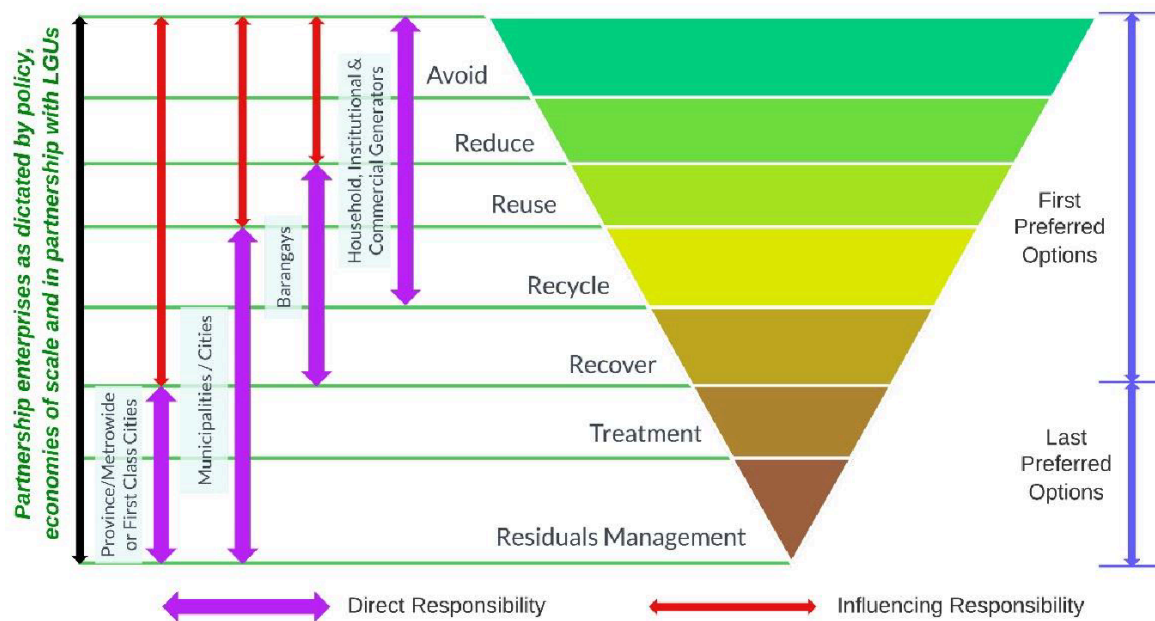 Partnership enterprises as dictated by policy,
economies of scale and in partnership with LGUs
Province/Metrowide
or First Class Cities
Municipalities / Cities
Barangays
Household, Institutional &
Commercial Generators
Avoid
Reduce
Reuse
Recycle
Recover
Treatment
Residuals Management
First
Preferred
Options
Last
Preferred
Options
Direct Responsibility
Influencing Responsibility